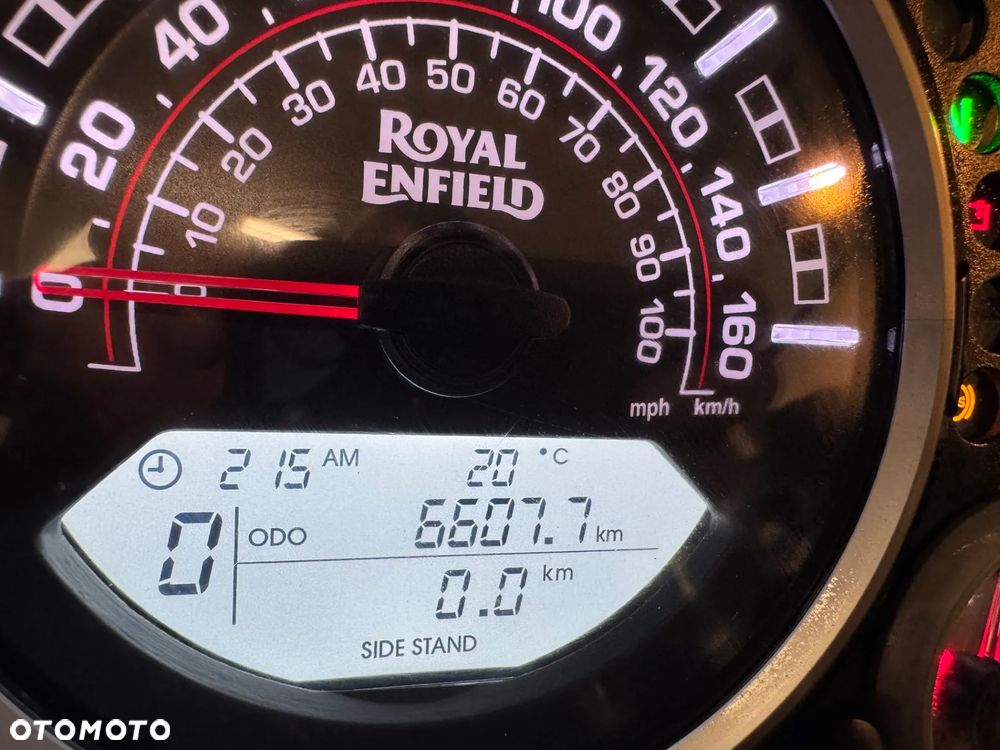 0 20 40 100 120 140 160
0 10 20 30 40 50 60 70 80 90 100
ROYAL
ENFIELD
mph km/h
2 15 AM 20 °C
0 ODO 6607.7 km
0.0 km
SIDE STAND
OTOMOTO